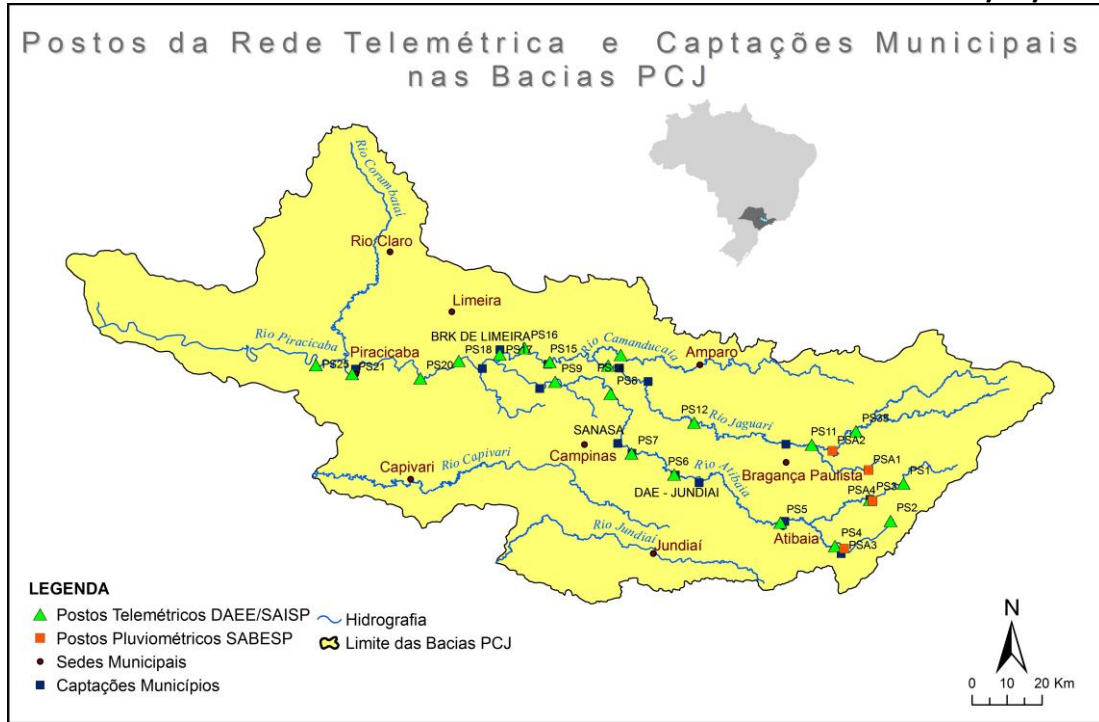 Postos da Rede Telemétrica e Captações Municipais
nas Bacias PCJ
Rio Corumbataí
Rio Claro
Limeira
BRK DE LIMEIRA
PS16
Rio Camanducaia
Rio Piracicaba
Piracicaba
PS18
PS15
Amparo
PS25
PS21
PS20
PS9
PS8
PS12
Rio Jaguari
PS38
SANASA
PS11
PSA2
Campinas
PS7
Capivari
Rio Capivari
PS6
Rio Atibaia
Bragança Paulista
PSA1
PS1
DAE - JUNDIAI
PSA4
PS3
PS2
PS5
Atibaia
PS4
PSA3
Rio Jundiaí
Jundiaí
LEGENDA
Postos Telemétricos DAEE/SAISP
Hidrografia
Postos Pluviométricos SABESP
Limite das Bacias PCJ
Sedes Municipais
Captações Municípios
N
0 10 20 Km